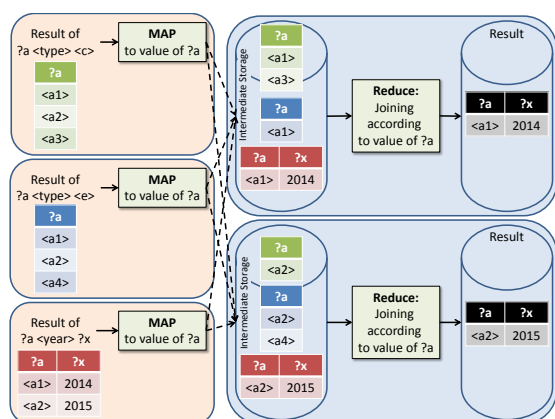 Result of
?a <type> <c>
?a
<a1>
<a2>
<a3>
MAP
to value of ?a
Result of
?a <type> <e>
?a
<a1>
<a2>
<a4>
MAP
to value of ?a
Result of
?a <year> ?x
?a ?x
<a1> 2014
<a2> 2015
MAP
to value of ?a
Intermediate Storage
?a
<a1>
<a3>
?a
<a1>
?a ?x
<a1> 2014
Reduce:
Joining
according
to value of ?a
Result
?a ?x
<a1> 2014
Intermediate Storage
?a
<a2>
?a
<a2>
<a4>
?a ?x
<a2> 2015
Reduce:
Joining
according
to value of ?a
Result
?a ?x
<a2> 2015